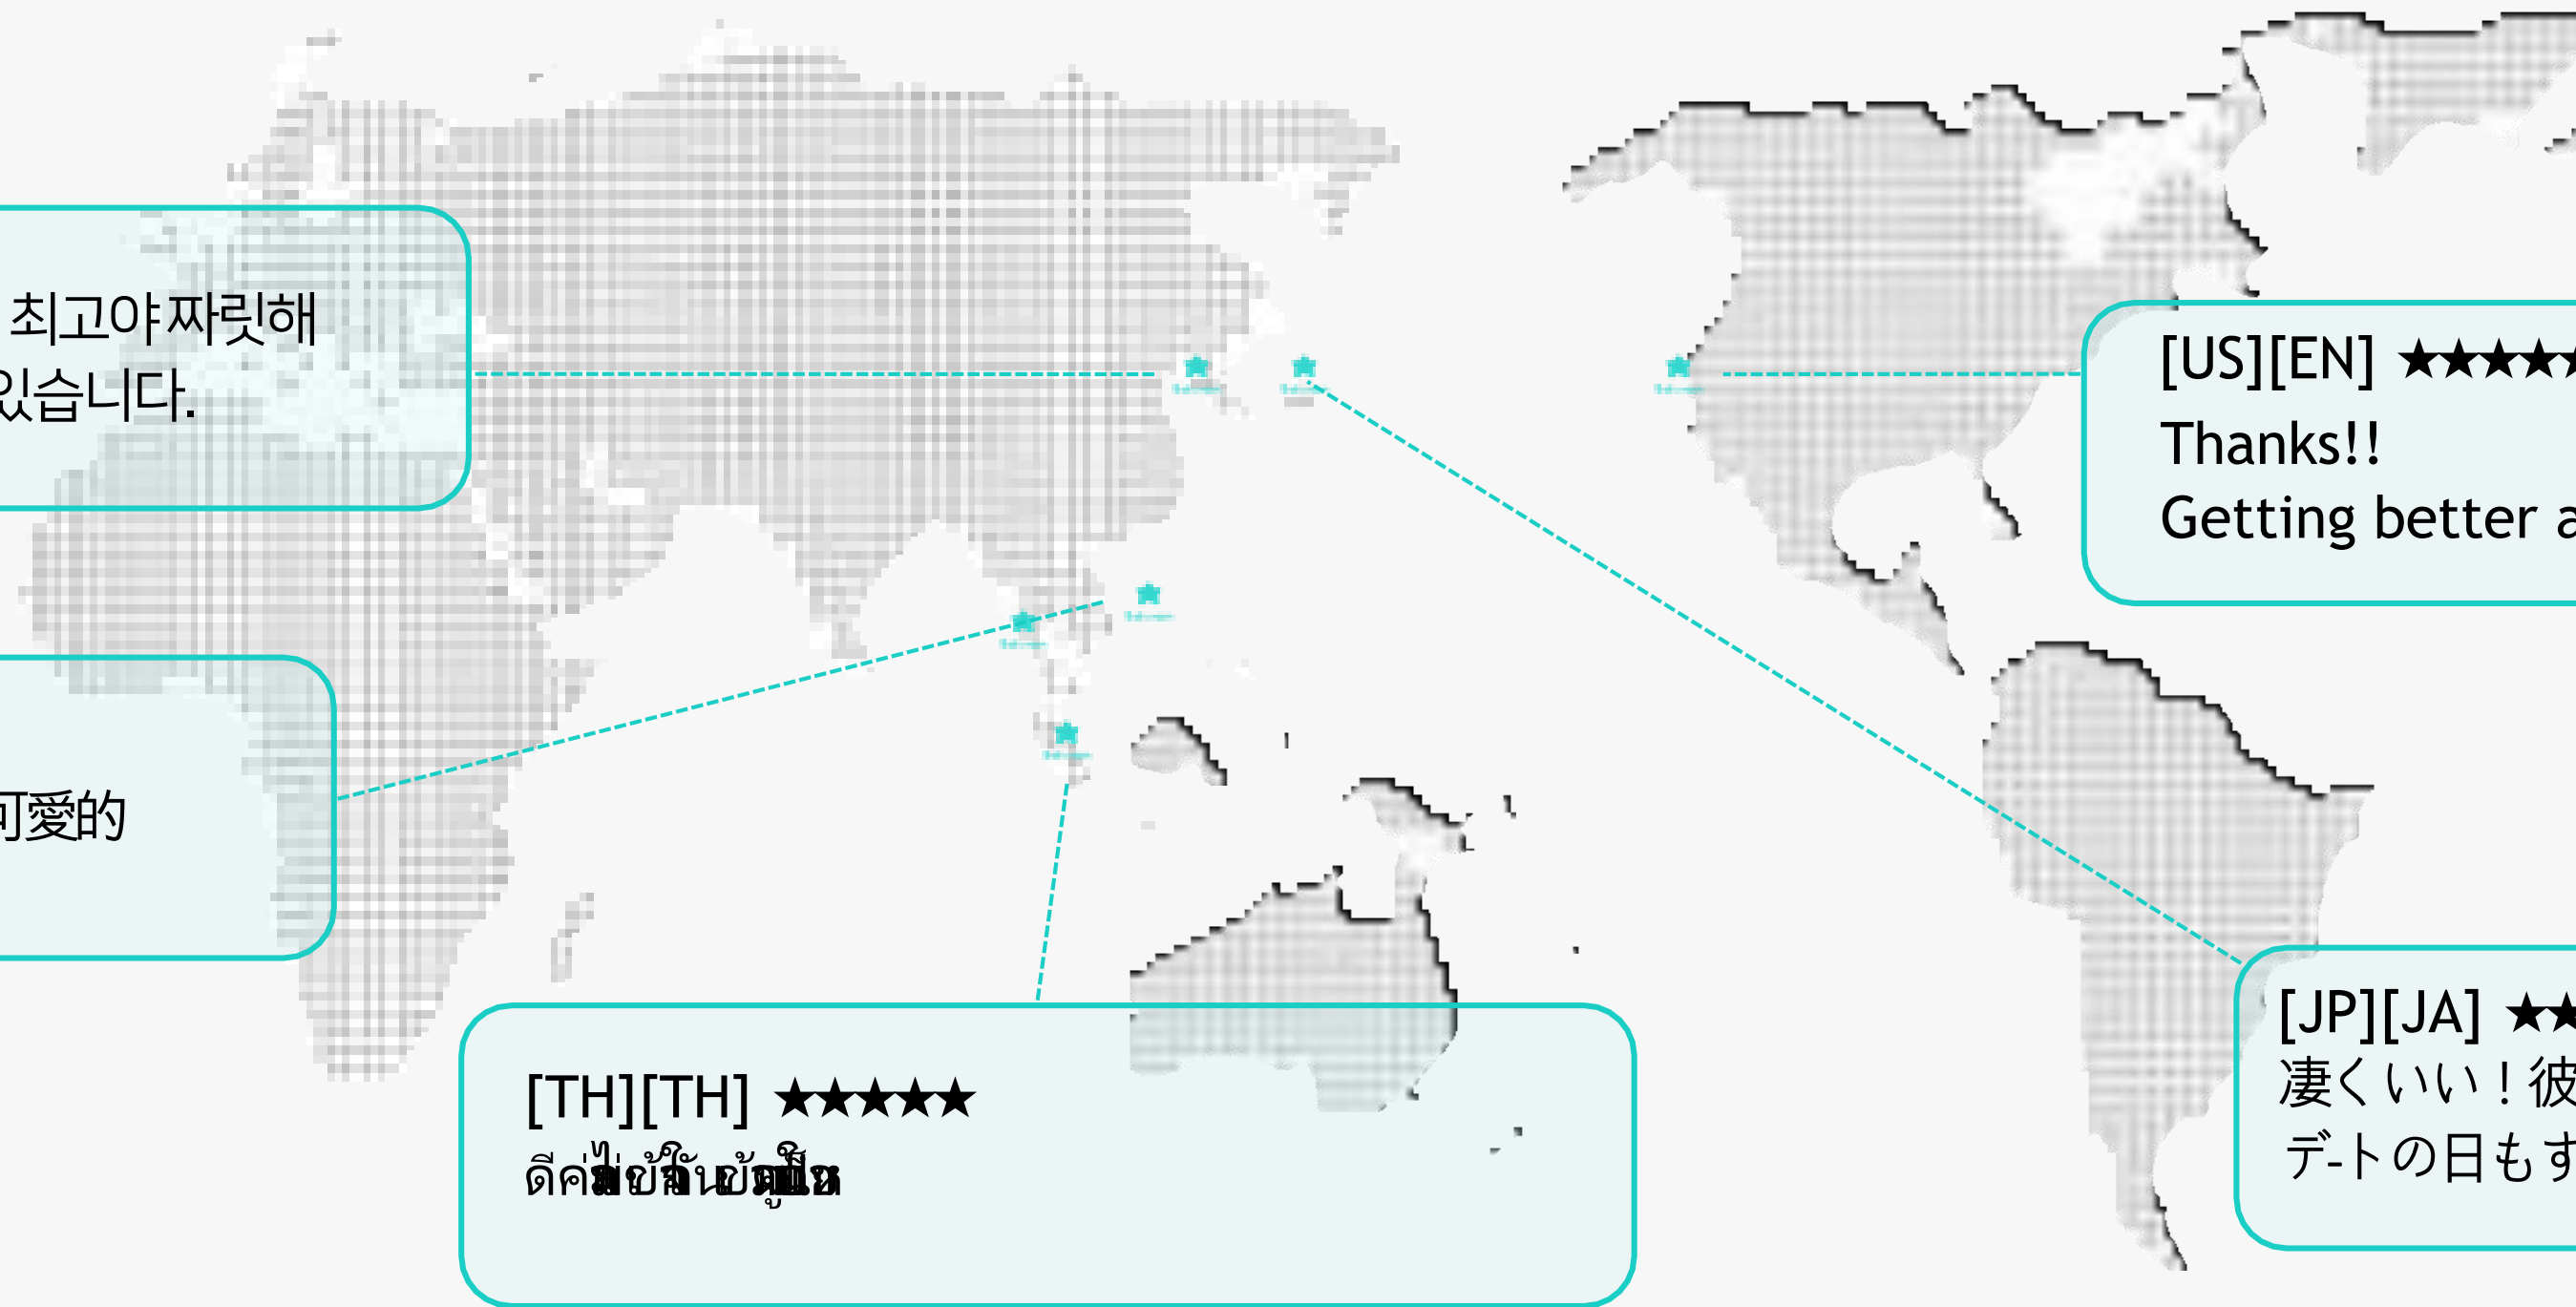 최고야 짜릿해
있습니다.
[US][EN] ★★★★★
Thanks!!
Getting better a
可愛的
[TH][TH] ★★★★★
[JP][JA] ★★
凄くいい！彼
デートの日もす